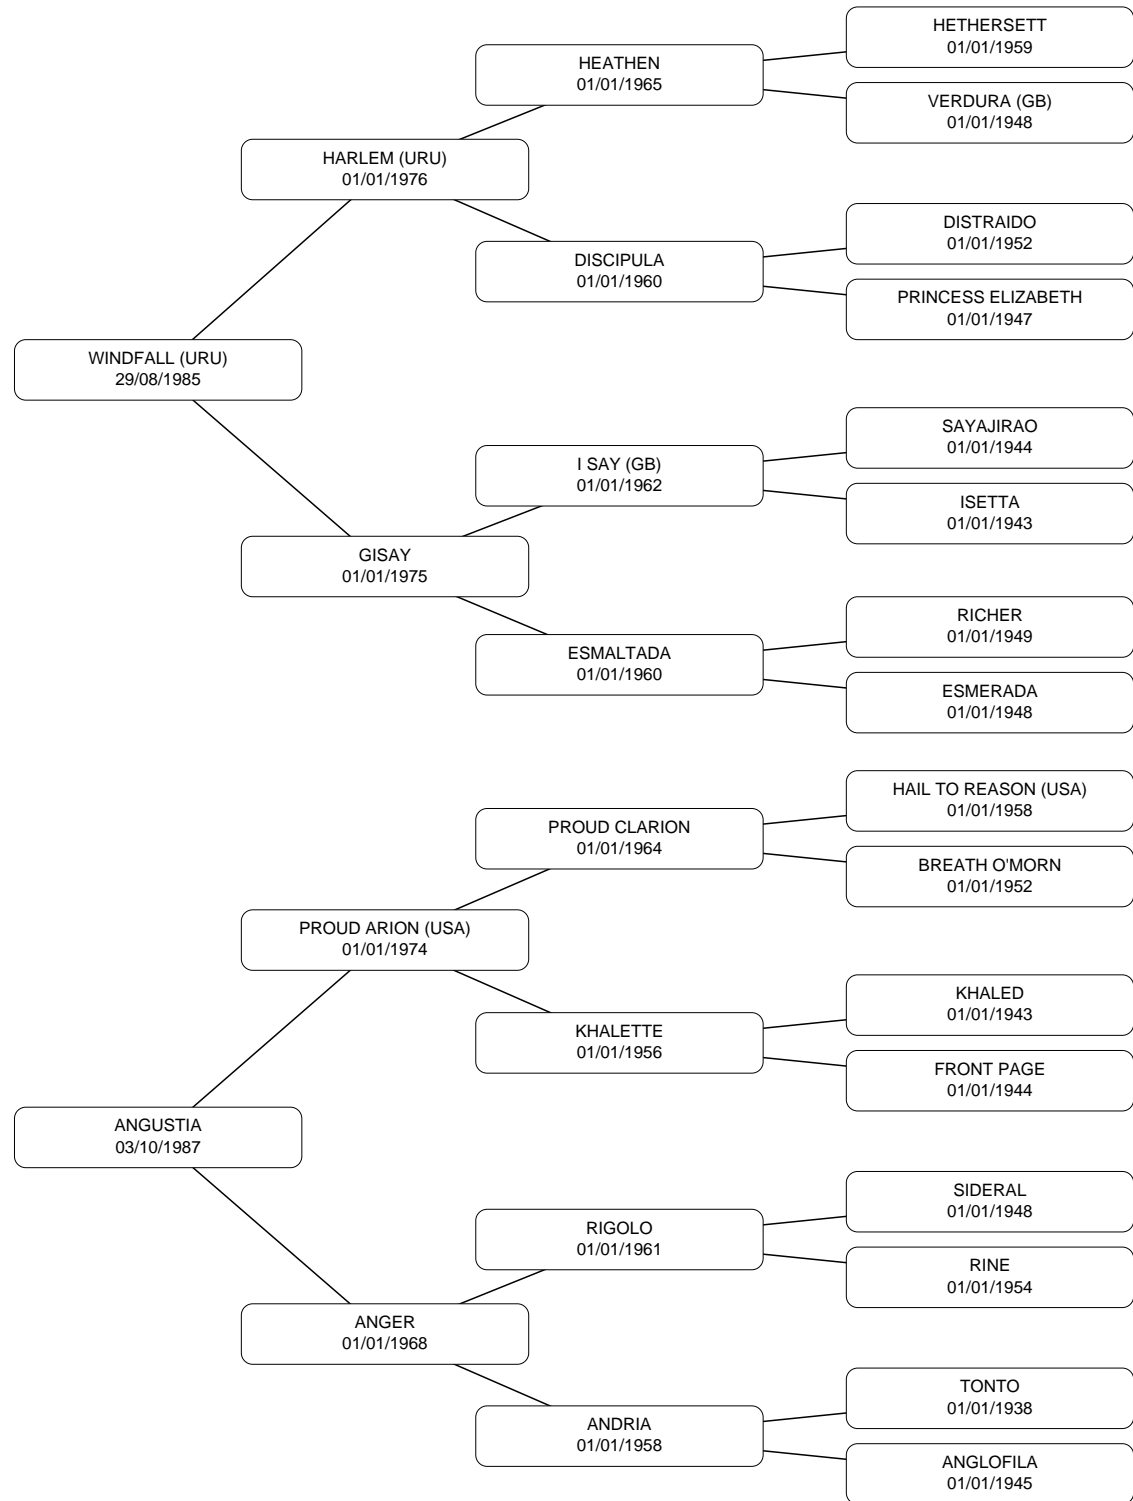 HETHERSETT
01/01/1959
HEATHEN
01/01/1965
VERDURA (GB)
01/01/1948
HARLEM (URU)
01/01/1976
DISTRAIDO
01/01/1952
DISCIPULA
01/01/1960
PRINCESS ELIZABETH
01/01/1947
WINDFALL (URU)
29/08/1985
SAYAJIRAO
01/01/1944
I SAY (GB)
01/01/1962
ISETTA
01/01/1943
GISAY
01/01/1975
RICHER
01/01/1949
ESMALTADA
01/01/1960
ESMERADA
01/01/1948
HAIL TO REASON (USA)
01/01/1958
PROUD CLARION
01/01/1964
BREATH O'MORN
01/01/1952
PROUD ARION (USA)
01/01/1974
KHALED
01/01/1943
KHALETTE
01/01/1956
FRONT PAGE
01/01/1944
ANGUSTIA
03/10/1987
SIDERAL
01/01/1948
RIGOLO
01/01/1961
RINE
01/01/1954
ANGER
01/01/1968
TONTO
01/01/1938
ANDRIA
01/01/1958
ANGLOFILA
01/01/1945